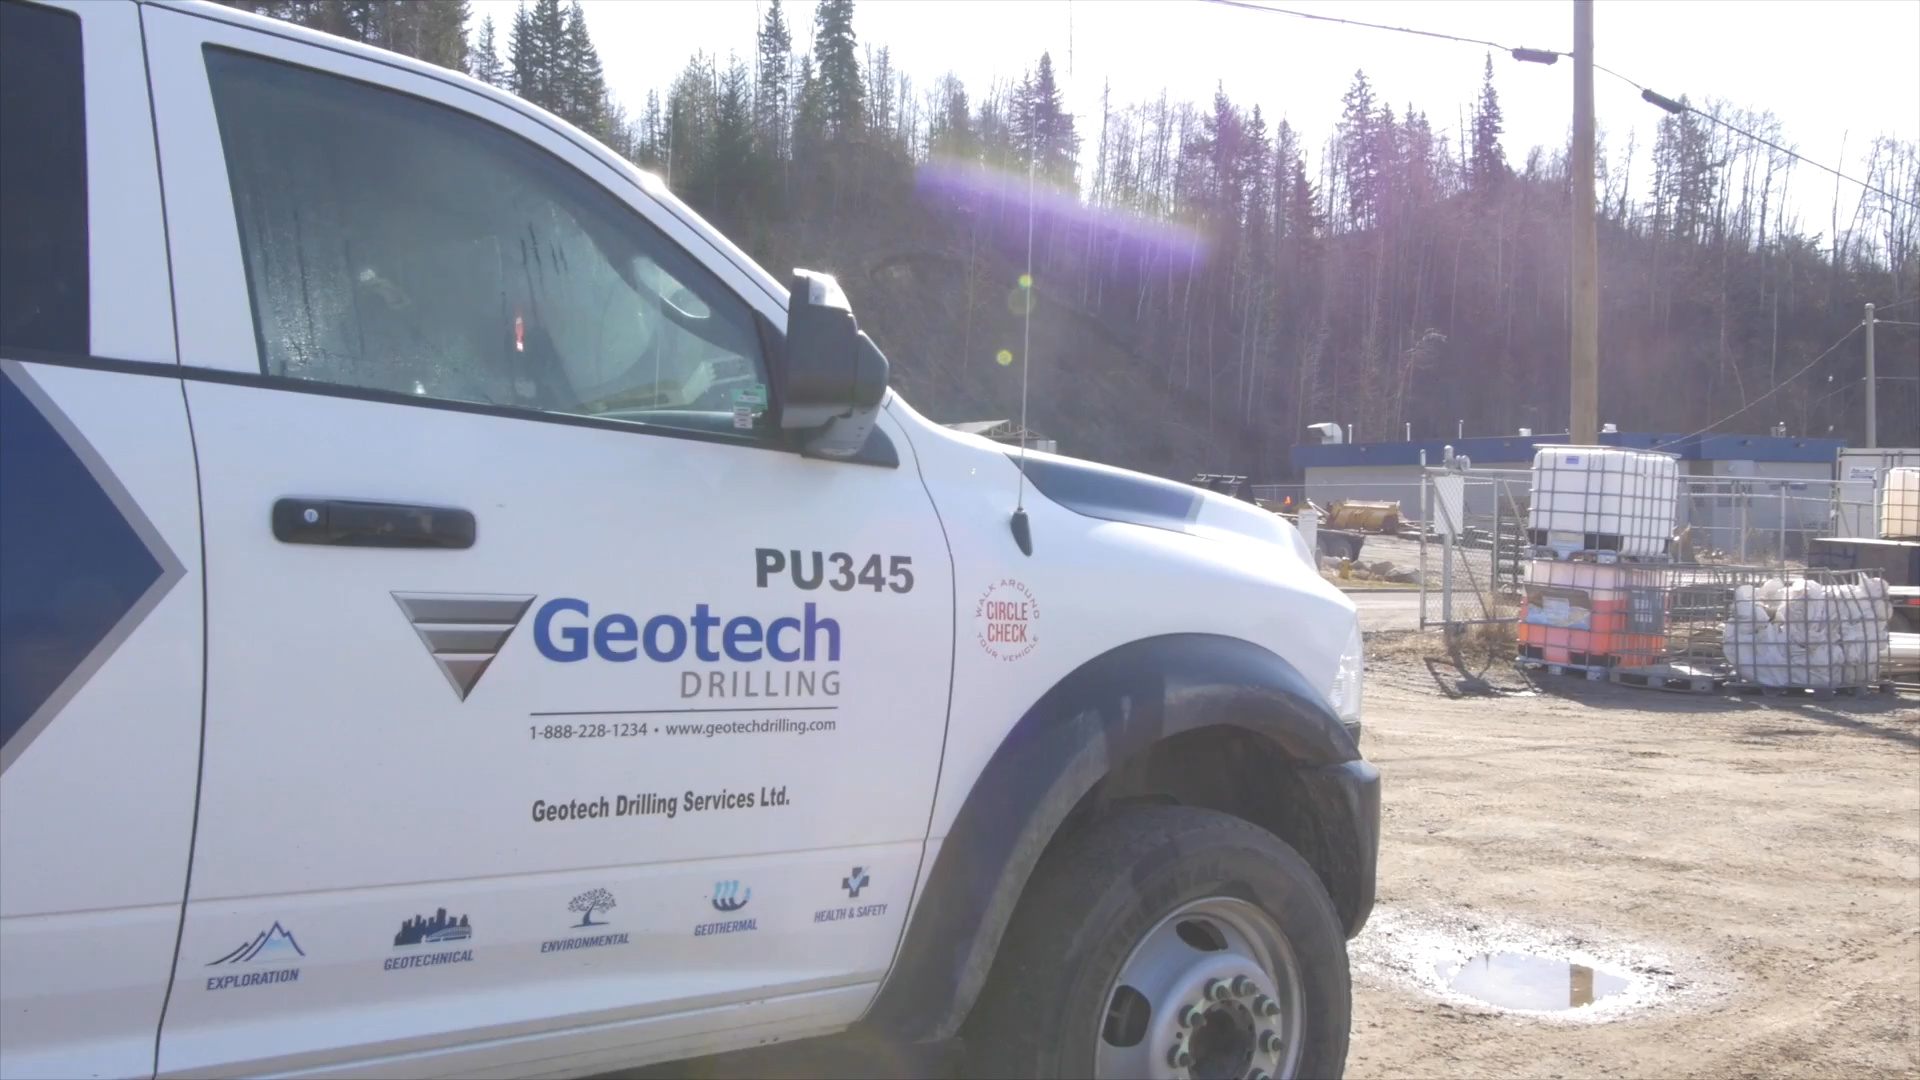 PU345
Geotech
DRILLING
1-888-228-1234 • www.geotechdrilling.com
Geotech Drilling Services Ltd.
WALK AROUND
CIRCLE
CHECK
YOUR VEHICLE
EXPLORATION
GEOTECHNICAL
ENVIRONMENTAL
GEOTHERMAL
HEALTH & SAFETY